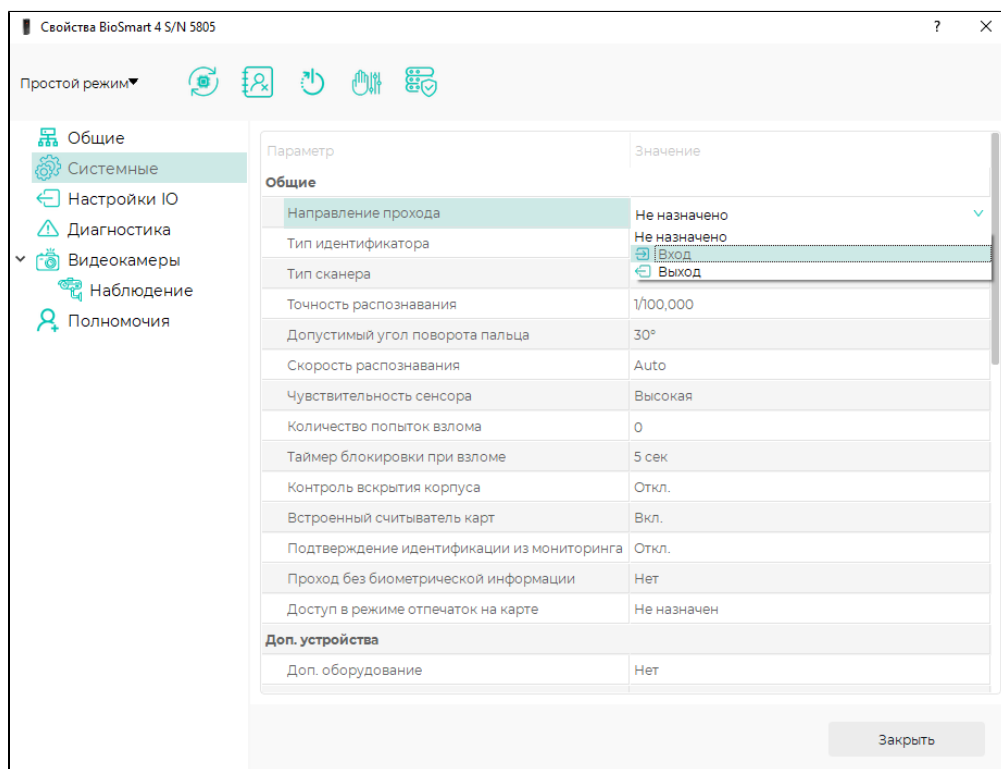 Свойства BioSmart 4 S/N 5805
?
Простой режим
Общие
Системные
Настройки IO
Диагностика
Видеокамеры
Наблюдение
Полномочия
Параметр Значение
Общие
Направление прохода Не назначено
Не назначено
Вход
Выход
Тип идентификатора
Тип сканера
Точность распознавания 1/100,000
Допустимый угол поворота пальца 30°
Скорость распознавания Auto
Чувствительность сенсора Высокая
Количество попыток взлома 0
Таймер блокировки при взломе 5 сек
Контроль вскрытия корпуса Откл.
Встроенный считыватель карт Вкл.
Подтверждение идентификации из мониторинга Откл.
Проход без биометрической информации Нет
Доступ в режиме отпечаток на карте Не назначен
Доп. устройства
Доп. оборудование Нет
Закрыть